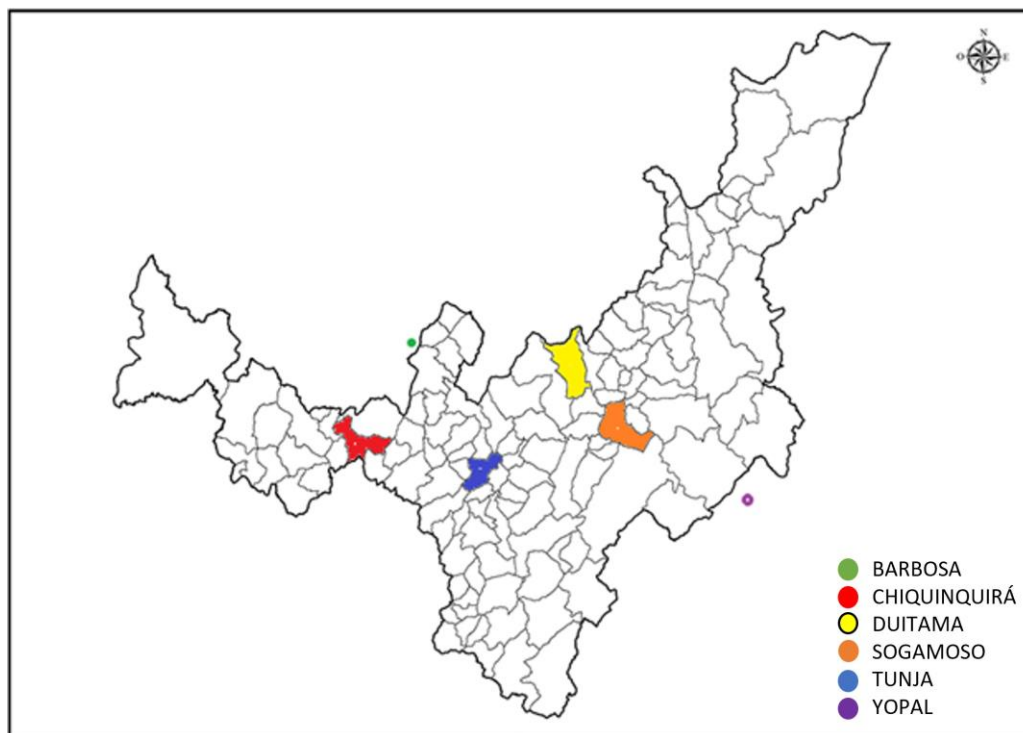 N
O E
S
BARBOSA
CHIQUINQUIRÁ
DUITAMA
SOGAMOSO
TUNJA
YOPAL